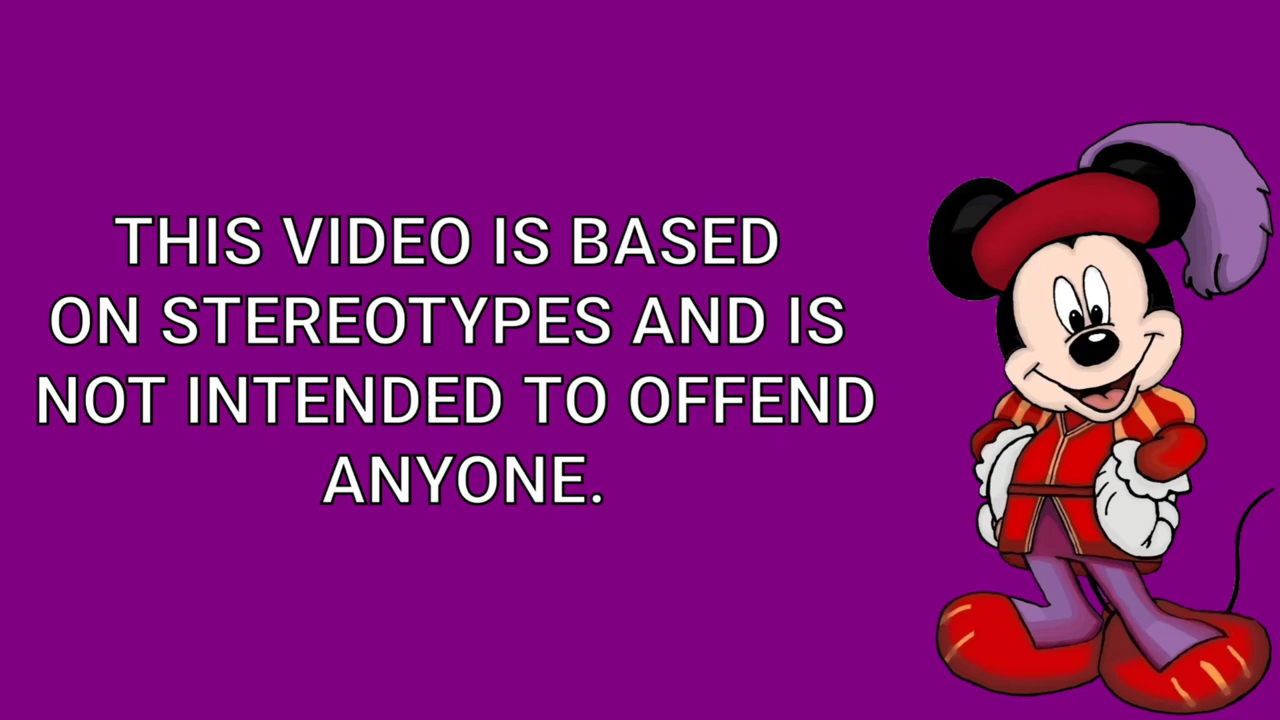 THIS VIDEO IS BASED
ON STEREOTYPES AND IS
NOT INTENDED TO OFFEND
ANYONE.